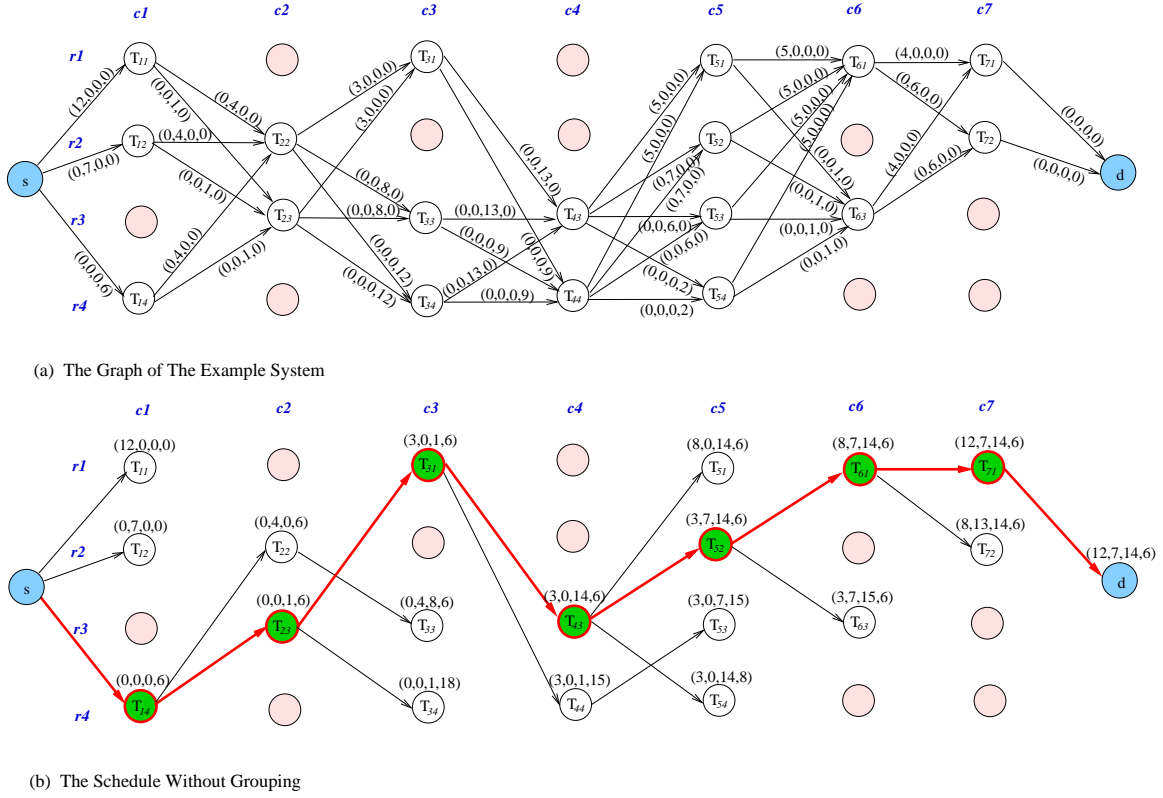 c1 c2 c3 c4 c5 c6 c7
r1 T11 T31 T51 T61 T71
(12,0,0,0) (0,0,1,0) (0,4,0,0) (3,0,0,0) (3,0,0,0) (5,0,0,0) (5,0,0,0) (5,0,0,0) (5,0,0,0) (5,0,0,0) (5,0,0,0) (4,0,0,0) (0,6,0,0) (0,0,0,0)
r2 T12 T22 T52 T72
(0,7,0,0) (0,4,0,0) (0,0,1,0) (0,0,8,0) (0,0,13,0) (0,7,0,0) (0,7,0,0) (0,0,1,0) (0,0,1,0) (4,0,0,0) (0,6,0,0) (0,0,0,0)
s d
r3 T23 T33 T43 T53 T63
(0,0,0,6) (0,4,0,0) (0,0,1,0) (0,0,8,0) (0,0,0,12) (0,0,0,12) (0,0,13,0) (0,0,0,9) (0,0,13,0) (0,0,0,9) (0,0,6,0) (0,0,6,0) (0,0,0,2) (0,0,1,0) (0,0,1,0)
r4 T14 T34 T44 T54
(0,0,0,9) (0,0,0,2)
(a) The Graph of The Example System
c1 c2 c3 c4 c5 c6 c7
(12,0,0,0) (3,0,1,6) (8,0,14,6) (8,7,14,6) (12,7,14,6)
r1 T11 T31 T51 T61 T71
(0,7,0,0) (0,4,0,6) (3,7,14,6) (8,13,14,6) (12,7,14,6)
r2 T12 T22 T52 T72
s d
(0,0,1,6) (0,4,8,6) (3,0,14,6) (3,0,7,15) (3,7,15,6)
r3 T23 T33 T43 T53 T63
(0,0,0,6) (0,0,1,18) (3,0,1,15) (3,0,14,8)
r4 T14 T34 T44 T54
(b) The Schedule Without Grouping